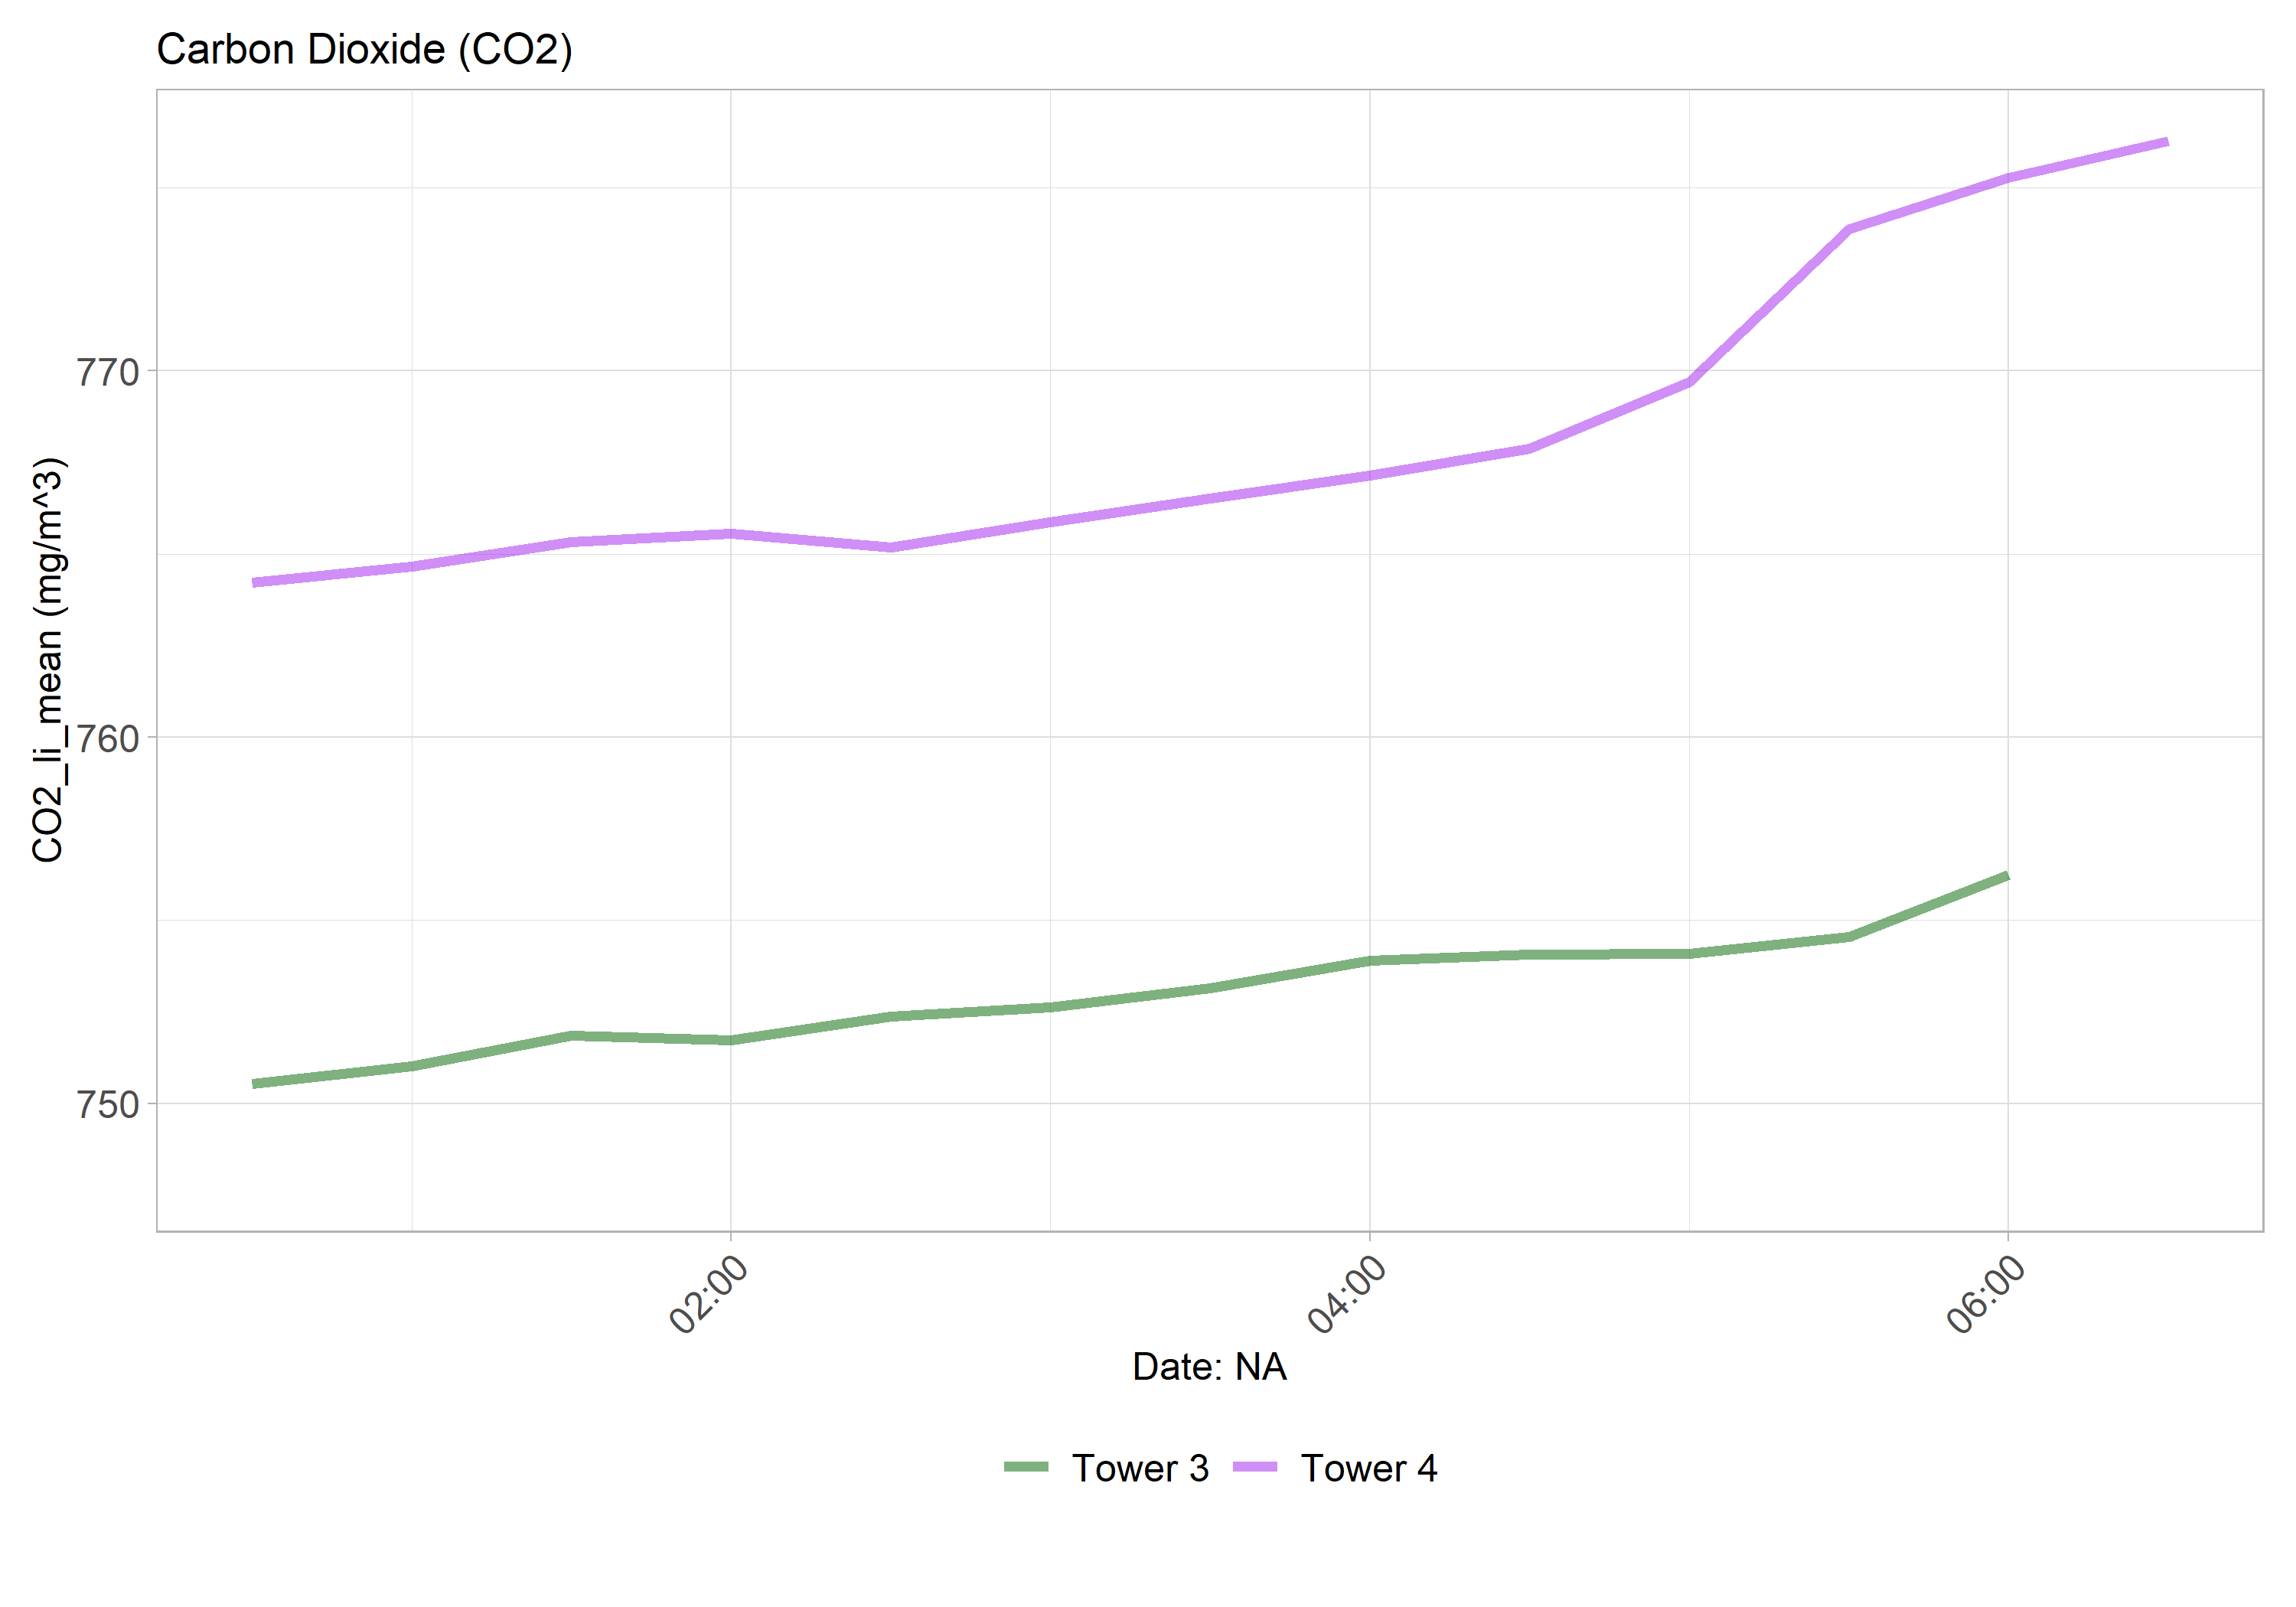 Carbon Dioxide (CO2)
CO2_li_mean (mg/m^3)
770
760
750
02:00
04:00
06:00
Date: NA
Tower 3
Tower 4